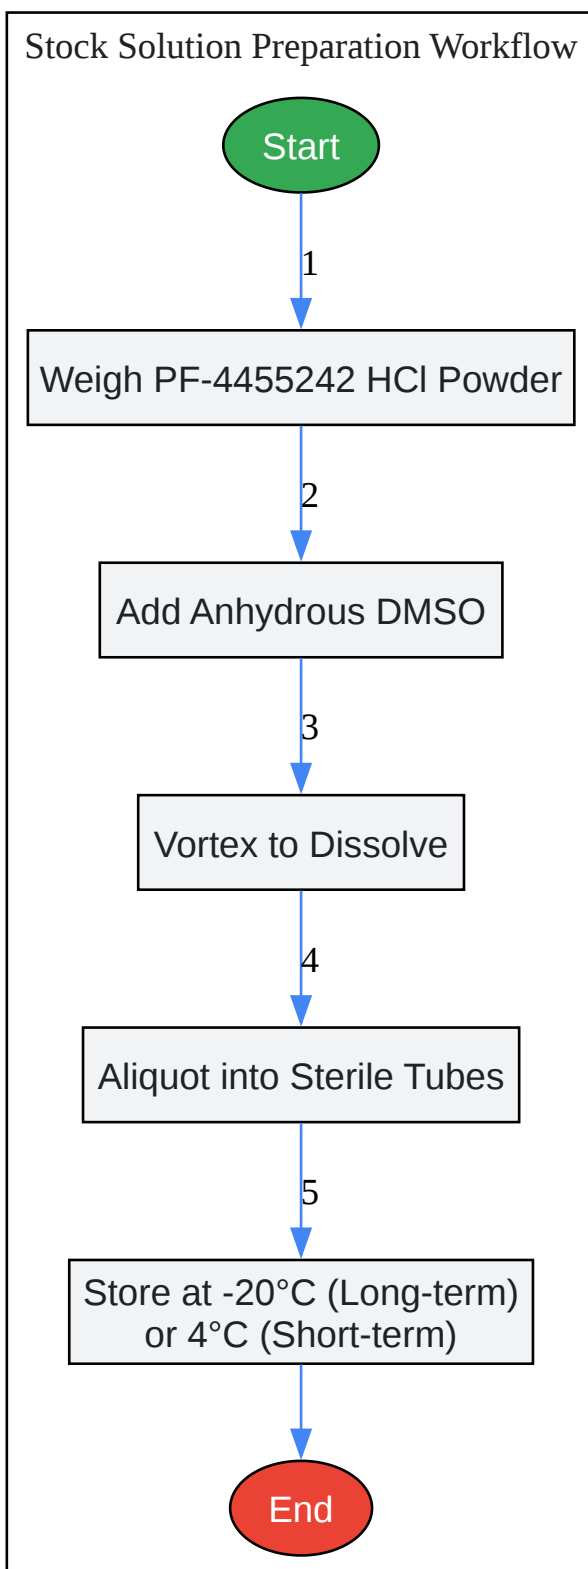 Stock Solution Preparation Workflow
Start
1
Weigh PF-4455242 HCl Powder
2
Add Anhydrous DMSO
3
Vortex to Dissolve
4
Aliquot into Sterile Tubes
5
Store at -20°C (Long-term)
or 4°C (Short-term)
End